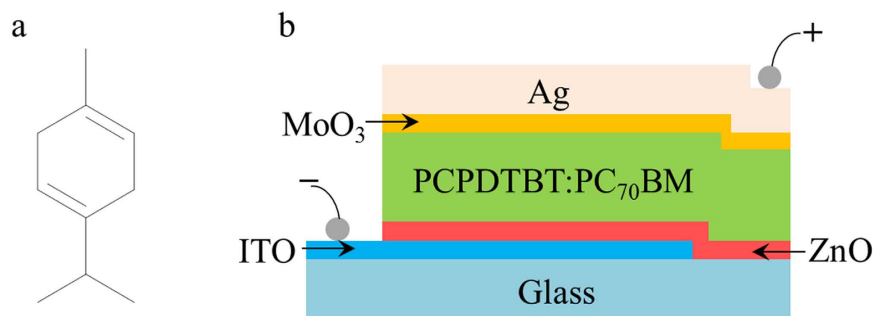 a
b
+
Ag
MoO₃
PCPDTBT:PC₇₀BM
−
ITO
ZnO
Glass